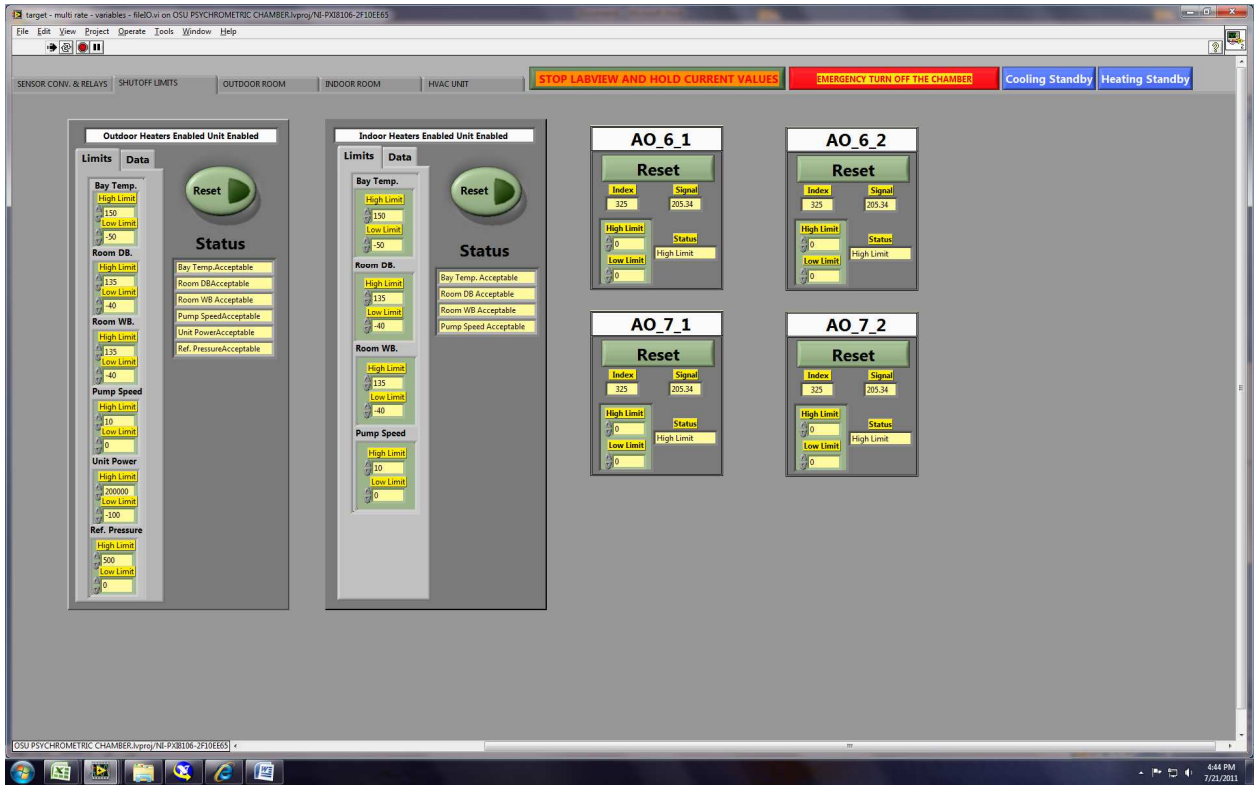 target - multi rate - variables - fileIO.vi on OSU PSYCHROMETRIC CHAMBER.lvproj/NI-PXI8106-2F10EE65
File Edit View Project Operate Tools Window Help
SENSOR CONV. & RELAYS SHUTOFF LIMITS OUTDOOR ROOM INDOOR ROOM HVAC UNIT
STOP LABVIEW AND HOLD CURRENT VALUES
EMERGENCY TURN OFF THE CHAMBER
Cooling Standby
Heating Standby
Outdoor Heaters Enabled Unit Enabled
Limits Data
Bay Temp.
High Limit
150
Low Limit
-50
Room DB.
High Limit
135
Low Limit
-40
Room WB.
High Limit
135
Low Limit
-40
Pump Speed
High Limit
10
Low Limit
0
Unit Power
High Limit
200000
Low Limit
-100
Ref. Pressure
High Limit
500
Low Limit
0
Reset
Status
Bay Temp.Acceptable
Room DBAcceptable
Room WB Acceptable
Pump SpeedAcceptable
Unit PowerAcceptable
Ref. PressureAcceptable
Indoor Heaters Enabled Unit Enabled
Limits Data
Bay Temp.
High Limit
150
Low Limit
-50
Room DB.
High Limit
135
Low Limit
-40
Room WB.
High Limit
135
Low Limit
-40
Pump Speed
High Limit
10
Low Limit
0
Reset
Status
Bay Temp. Acceptable
Room DB Acceptable
Room WB Acceptable
Pump Speed Acceptable
AO_6_1
Reset
Index Signal
325 205.34
High Limit
0
Status
High Limit
Low Limit
0
AO_6_2
Reset
Index Signal
325 205.34
High Limit
0
Status
High Limit
Low Limit
0
AO_7_1
Reset
Index Signal
325 205.34
High Limit
0
Status
High Limit
Low Limit
0
AO_7_2
Reset
Index Signal
325 205.34
High Limit
0
Status
High Limit
Low Limit
0
OSU PSYCHROMETRIC CHAMBER.lvproj/NI-PXI8106-2F10EE65
4:44 PM
7/21/2011